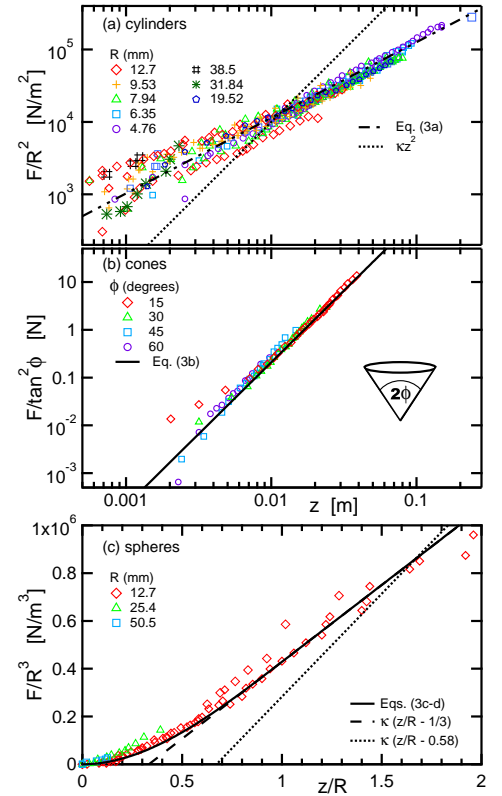 (a) cylinders
R (mm)
12.7
9.53
7.94
6.35
4.76
38.5
31.84
19.52
Eq. (3a)
κz²
10⁵
10⁴
10³
F/R² [N/m²]
(b) cones
ϕ (degrees)
15
30
45
60
Eq. (3b)
2ϕ
10
1
0.1
10⁻²
10⁻³
F/tan²ϕ [N]
0.001
0.01
0.1
z [m]
(c) spheres
R (mm)
12.7
25.4
50.5
Eqs. (3c-d)
κ (z/R - 1/3)
κ (z/R - 0.58)
1x10⁶
0.8
0.6
0.4
0.2
0
F/R³ [N/m³]
0
0.5
1
1.5
2
z/R